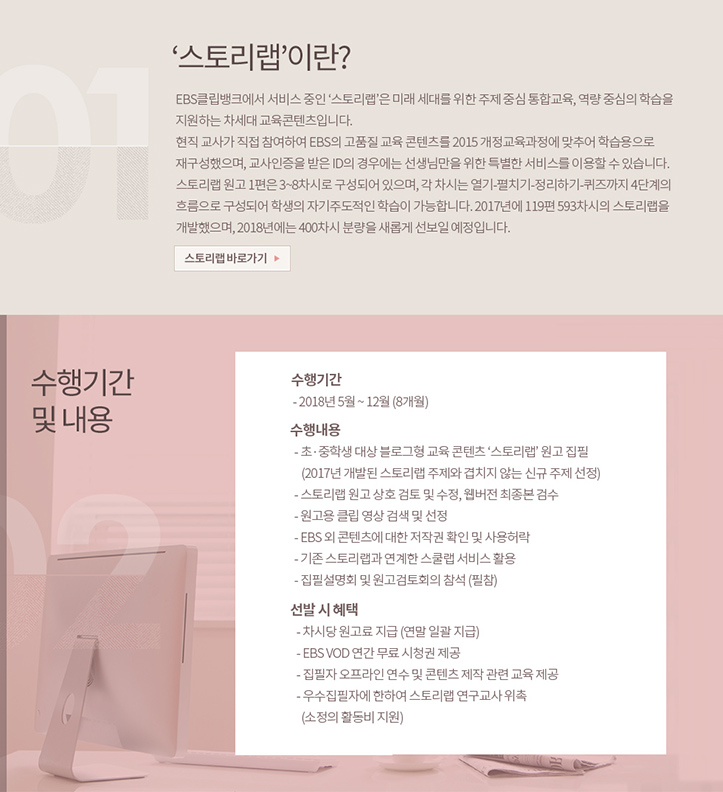 01
‘스토리랩’이란?
EBS클립뱅크에서 서비스 중인 ‘스토리랩’은 미래 세대를 위한 주제 중심 통합교육, 역량 중심의 학습을
지원하는 차세대 교육콘텐츠입니다.
현직 교사가 직접 참여하여 EBS의 고품질 교육 콘텐츠를 2015 개정교육과정에 맞추어 학습용으로
재구성했으며, 교사인증을 받은 ID의 경우에는 선생님만을 위한 특별한 서비스를 이용할 수 있습니다.
스토리랩 원고 1편은 3~8차시로 구성되어 있으며, 각 차시는 열기-펼치기-정리하기-퀴즈까지 4단계의
흐름으로 구성되어 학생의 자기주도적인 학습이 가능합니다. 2017년에 119편 593차시의 스토리랩을
개발했으며, 2018년에는 400차시 분량을 새롭게 선보일 예정입니다.
스토리랩 바로가기
02
수행기간
및 내용
수행기간
- 2018년 5월 ~ 12월 (8개월)
수행내용
- 초·중학생 대상 블로그형 교육 콘텐츠 ‘스토리랩’ 원고 집필
(2017년 개발된 스토리랩 주제와 겹치지 않는 신규 주제 선정)
- 스토리랩 원고 상호 검토 및 수정, 웹버전 최종본 검수
- 원고용 클립 영상 검색 및 선정
- EBS 외 콘텐츠에 대한 저작권 확인 및 사용허락
- 기존 스토리랩과 연계한 스쿨랩 서비스 활용
- 집필설명회 및 원고검토회의 참석 (필참)
선발 시 혜택
- 차시당 원고료 지급 (연말 일괄 지급)
- EBS VOD 연간 무료 시청권 제공
- 집필자 오프라인 연수 및 콘텐츠 제작 관련 교육 제공
- 우수집필자에 한하여 스토리랩 연구교사 위촉
(소정의 활동비 지원)